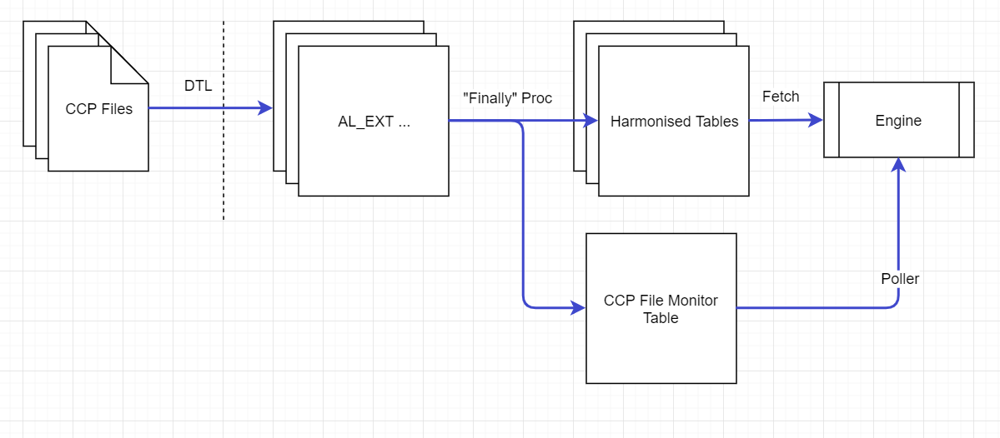 CCP Files
DTL
AL_EXT ...
"Finally" Proc
Harmonised Tables
Fetch
Engine
CCP File Monitor
Table
Poller